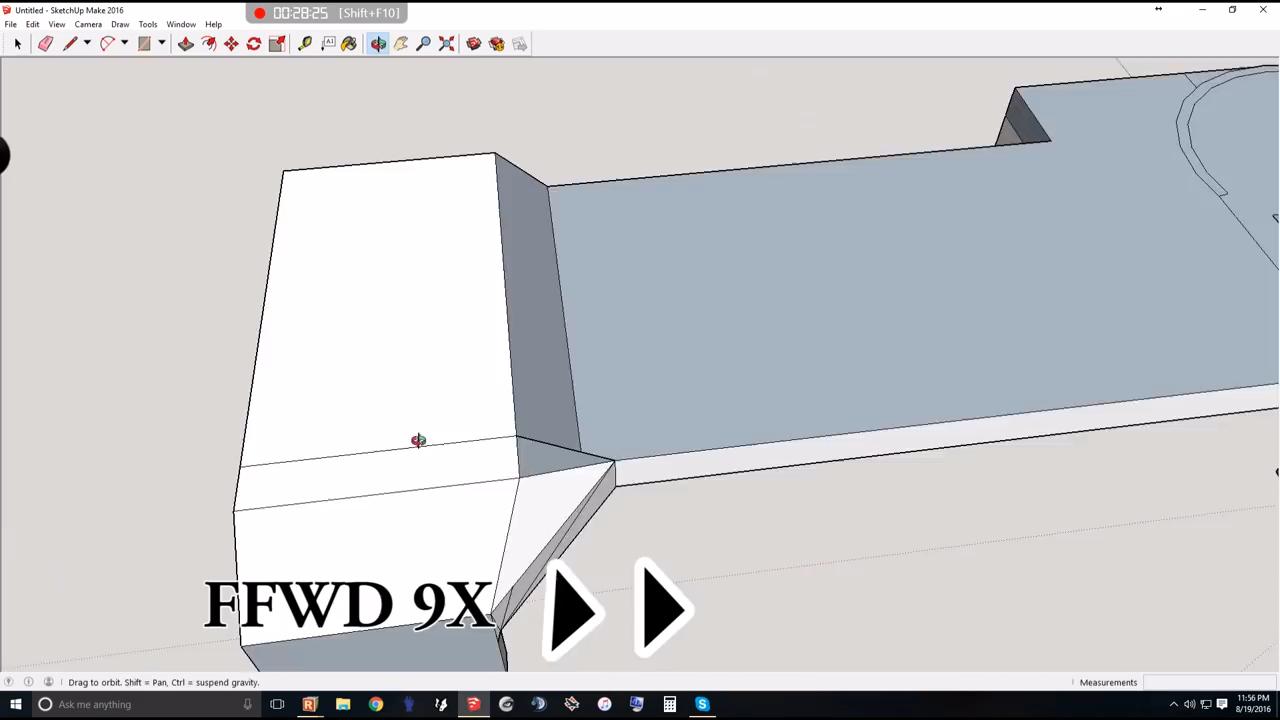 Untitled - SketchUp Make 2016
00:28:25 [Shift+F10]
File Edit View Camera Draw Tools Window Help
FFWD 9X
Drag to orbit. Shift = Pan, Ctrl = suspend gravity.
Measurements
Ask me anything
11:56 PM
8/19/2016